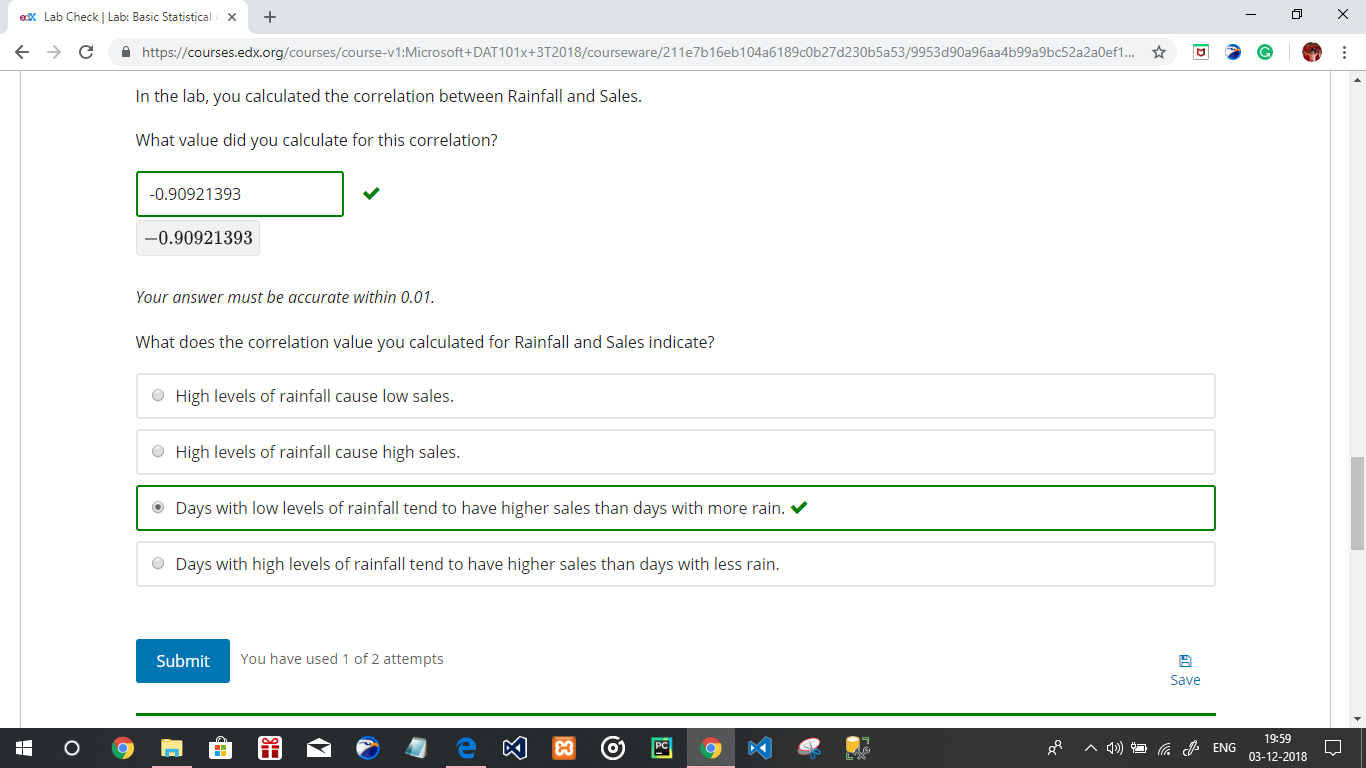 edX Lab Check | Lab: Basic Statistical
https://courses.edx.org/courses/course-v1:Microsoft+DAT101x+3T2018/courseware/211e7b16eb104a6189c0b27d230b5a53/9953d90a96aa4b99a9bc52a2a0ef1...
In the lab, you calculated the correlation between Rainfall and Sales.
What value did you calculate for this correlation?
-0.90921393
−0.90921393
Your answer must be accurate within 0.01.
What does the correlation value you calculated for Rainfall and Sales indicate?
High levels of rainfall cause low sales.
High levels of rainfall cause high sales.
Days with low levels of rainfall tend to have higher sales than days with more rain.
Days with high levels of rainfall tend to have higher sales than days with less rain.
Submit You have used 1 of 2 attempts
Save
PC
ENG
19:59
03-12-2018